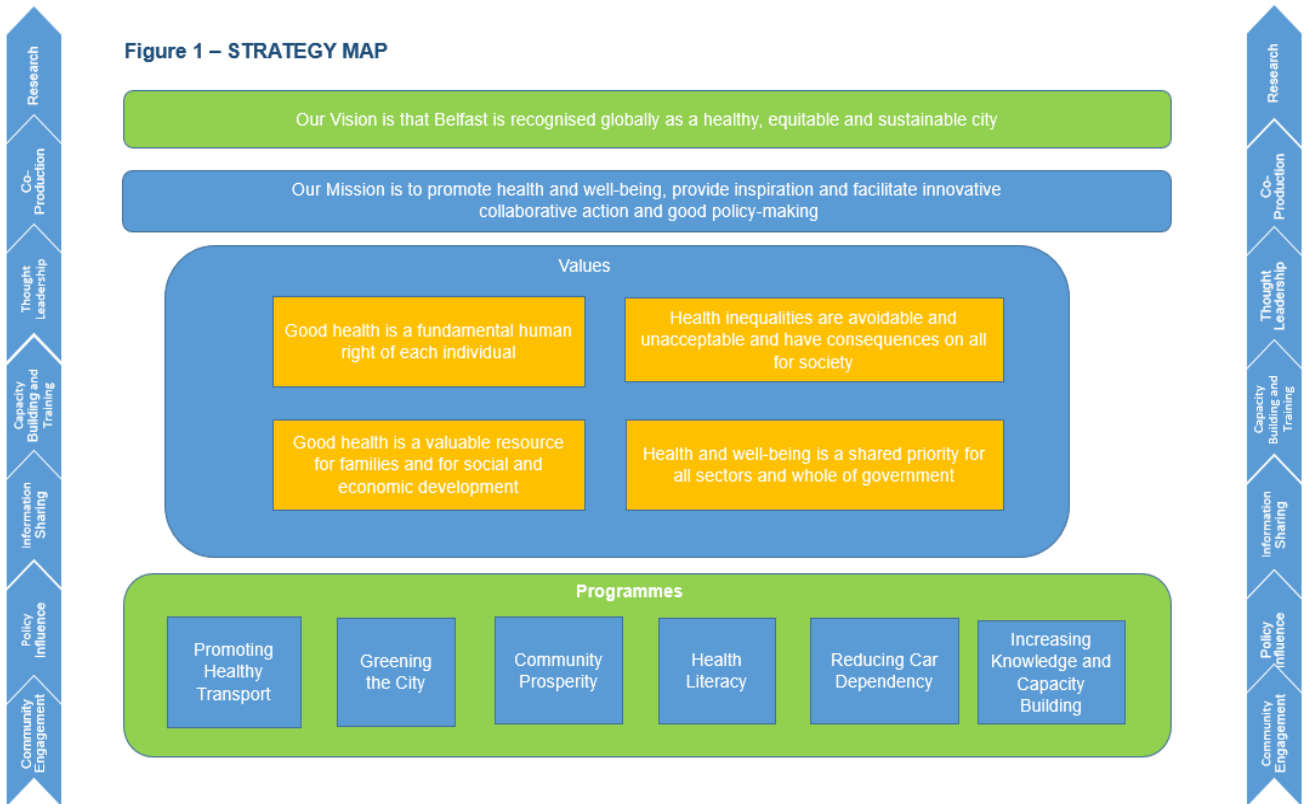 Figure 1 – STRATEGY MAP
Our Vision is that Belfast is recognised globally as a healthy, equitable and sustainable city
Our Mission is to promote health and well-being, provide inspiration and facilitate innovative
collaborative action and good policy-making
Values
Good health is a fundamental human
right of each individual
Health inequalities are avoidable and
unacceptable and have consequences on all
for society
Good health is a valuable resource
for families and for social and
economic development
Health and well-being is a shared priority for
all sectors and whole of government
Programmes
Promoting
Healthy
Transport
Greening
the City
Community
Prosperity
Health
Literacy
Reducing Car
Dependency
Increasing
Knowledge and
Capacity
Building
Research
Co-
Production
Thought
Leadership
Capacity
Building and
Training
Information
Sharing
Policy
Influence
Community
Engagement
Research
Co-
Production
Thought
Leadership
Capacity
Building and
Training
Information
Sharing
Policy
Influence
Community
Engagement